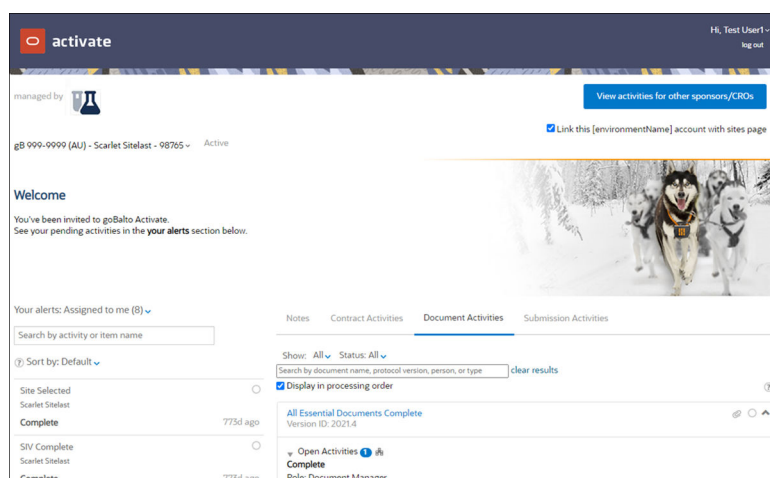 activate
Hi, Test User1
log out
managed by
View activities for other sponsors/CROs
Link this [environmentName] account with sites page
gB 999-9999 (AU) - Scarlet Sitelast - 98765
Active
Welcome
You've been invited to goBalto Activate.
See your pending activities in the your alerts section below.
Your alerts: Assigned to me (8)
Search by activity or item name
? Sort by: Default
Site Selected
Scarlet Sitelast
Complete 773d ago
SIV Complete
Scarlet Sitelast
Complete 773d ago
Notes Contract Activities Document Activities Submission Activities
Show: All Status: All
Search by document name, protocol version, person, or type clear results
Display in processing order ?
All Essential Documents Complete
Version ID: 2021.4
Open Activities 1
Complete
Role: Document Manager